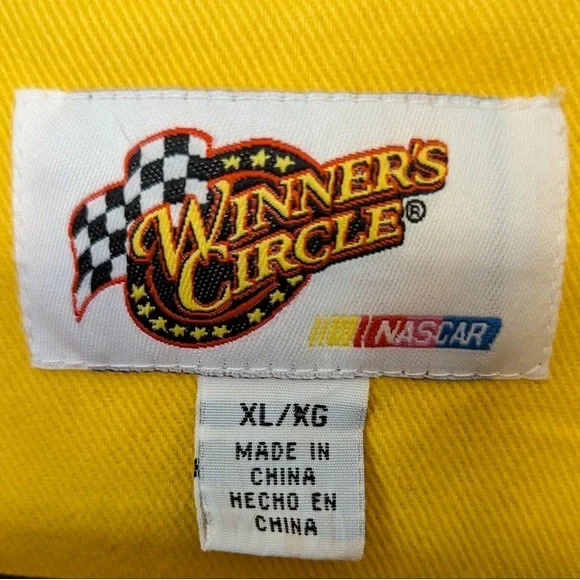 WINNER'S
CIRCLE®
NASCAR
XL/XG
MADE IN
CHINA
HECHO EN
CHINA